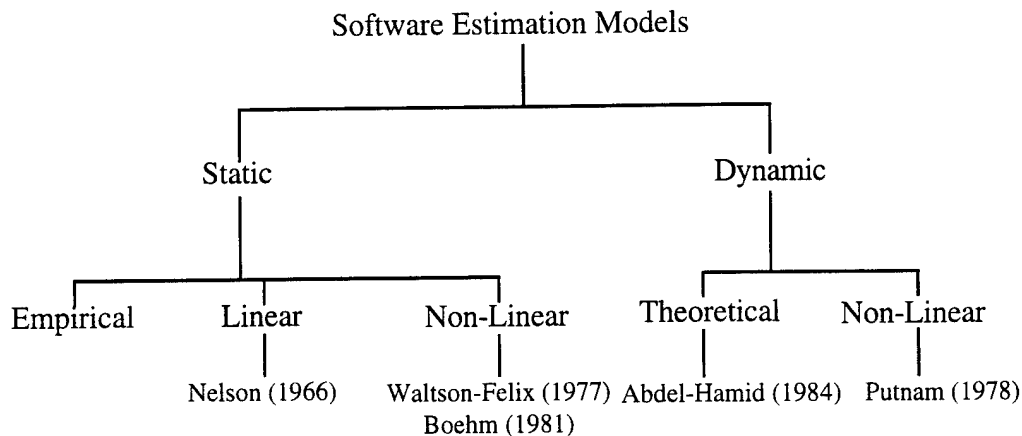 Software Estimation Models
Static
Dynamic
Empirical
Linear
Non-Linear
Theoretical
Non-Linear
Nelson (1966)
Waltson-Felix (1977)
Boehm (1981)
Abdel-Hamid (1984)
Putnam (1978)